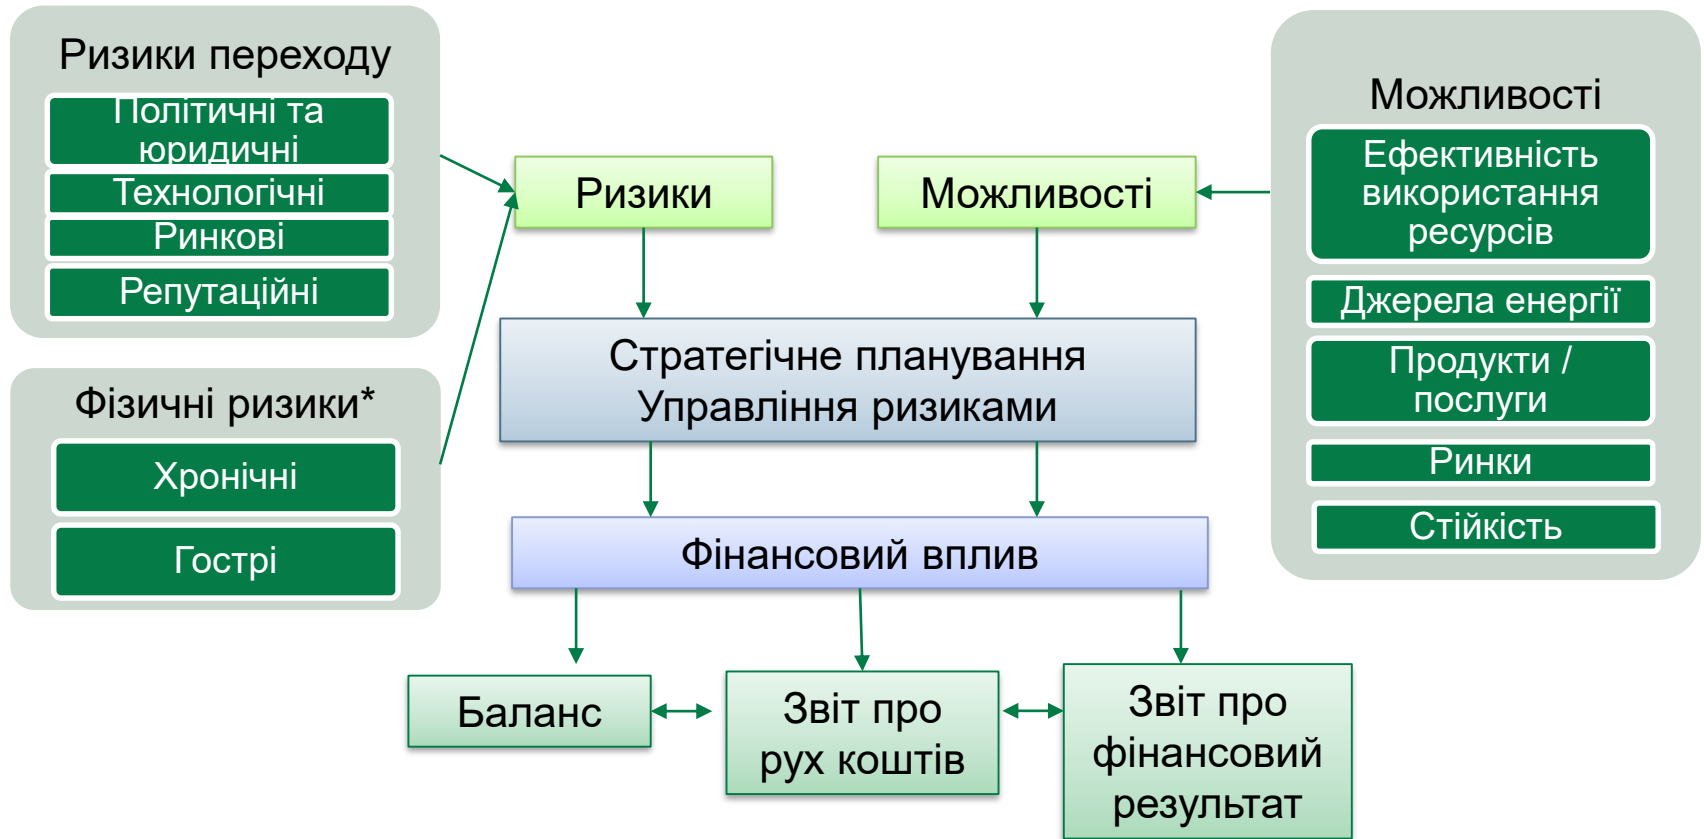 Ризики переходу
Політичні та
юридичні
Технологічні
Ринкові
Репутаційні
Фізичні ризики*
Хронічні
Гострі
Ризики
Можливості
Стратегічне планування
Управління ризиками
Фінансовий вплив
Баланс
Звіт про
рух коштів
Звіт про
фінансовий
результат
Можливості
Ефективність
використання
ресурсів
Джерела енергії
Продукти /
послуги
Ринки
Стійкість